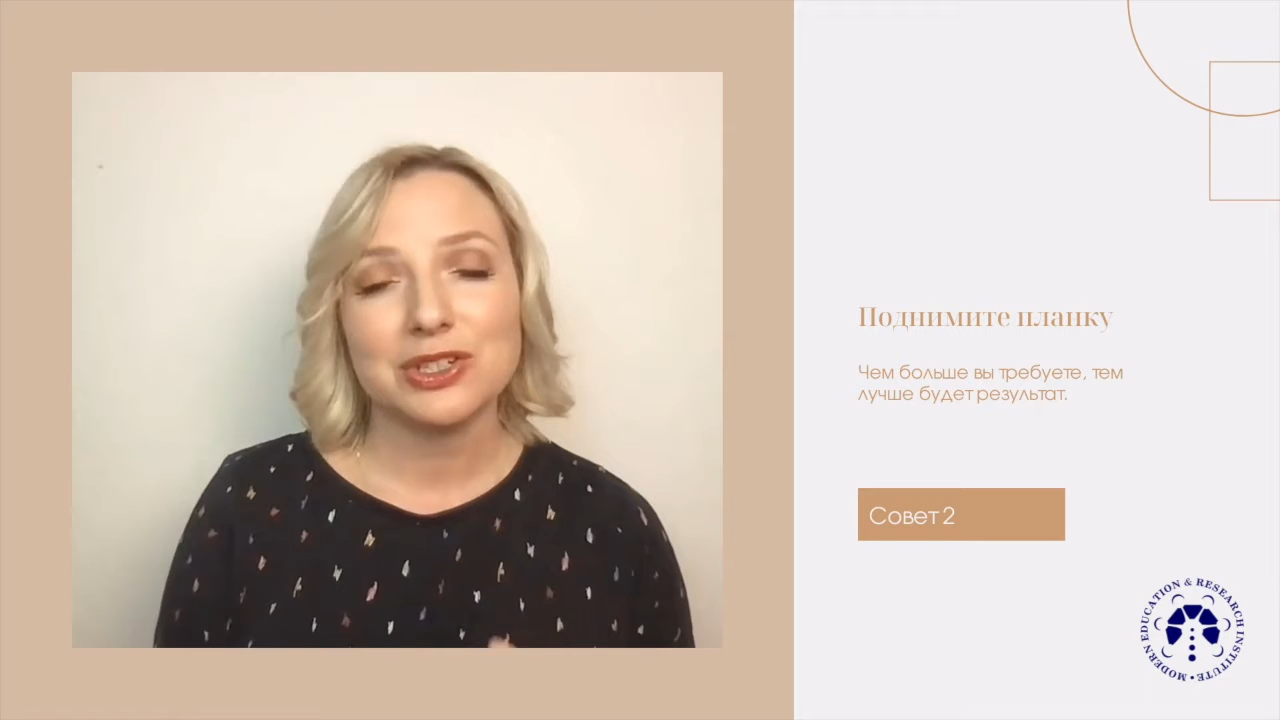 Поднимите планку
Чем больше вы требуете, тем
лучше будет результат.
Совет 2
MODERN EDUCATION & RESEARCH INSTITUTE •